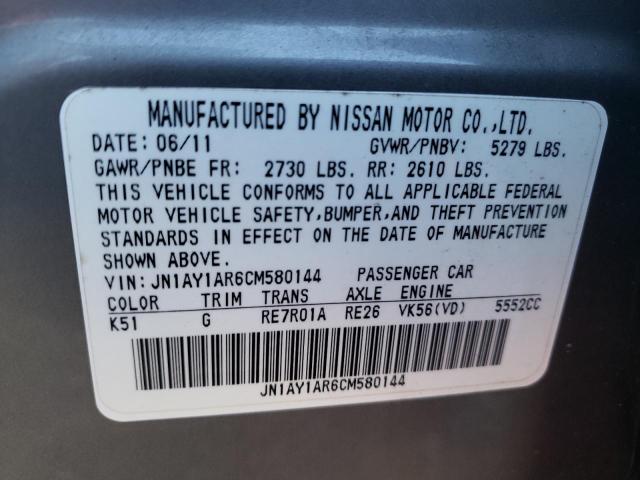 MANUFACTURED BY NISSAN MOTOR CO.,LTD.
DATE: 06/11 GVWR/PNBV: 5279 LBS.
GAWR/PNBE FR: 2730 LBS. RR: 2610 LBS.
THIS VEHICLE CONFORMS TO ALL APPLICABLE FEDERAL
MOTOR VEHICLE SAFETY,BUMPER,AND THEFT PREVENTION
STANDARDS IN EFFECT ON THE DATE OF MANUFACTURE
SHOWN ABOVE.
VIN: JN1AY1AR6CM580144 PASSENGER CAR
COLOR TRIM TRANS AXLE ENGINE
K51 G RE7R01A RE26 VK56(VD) 5552CC
JN1AY1AR6CM580144